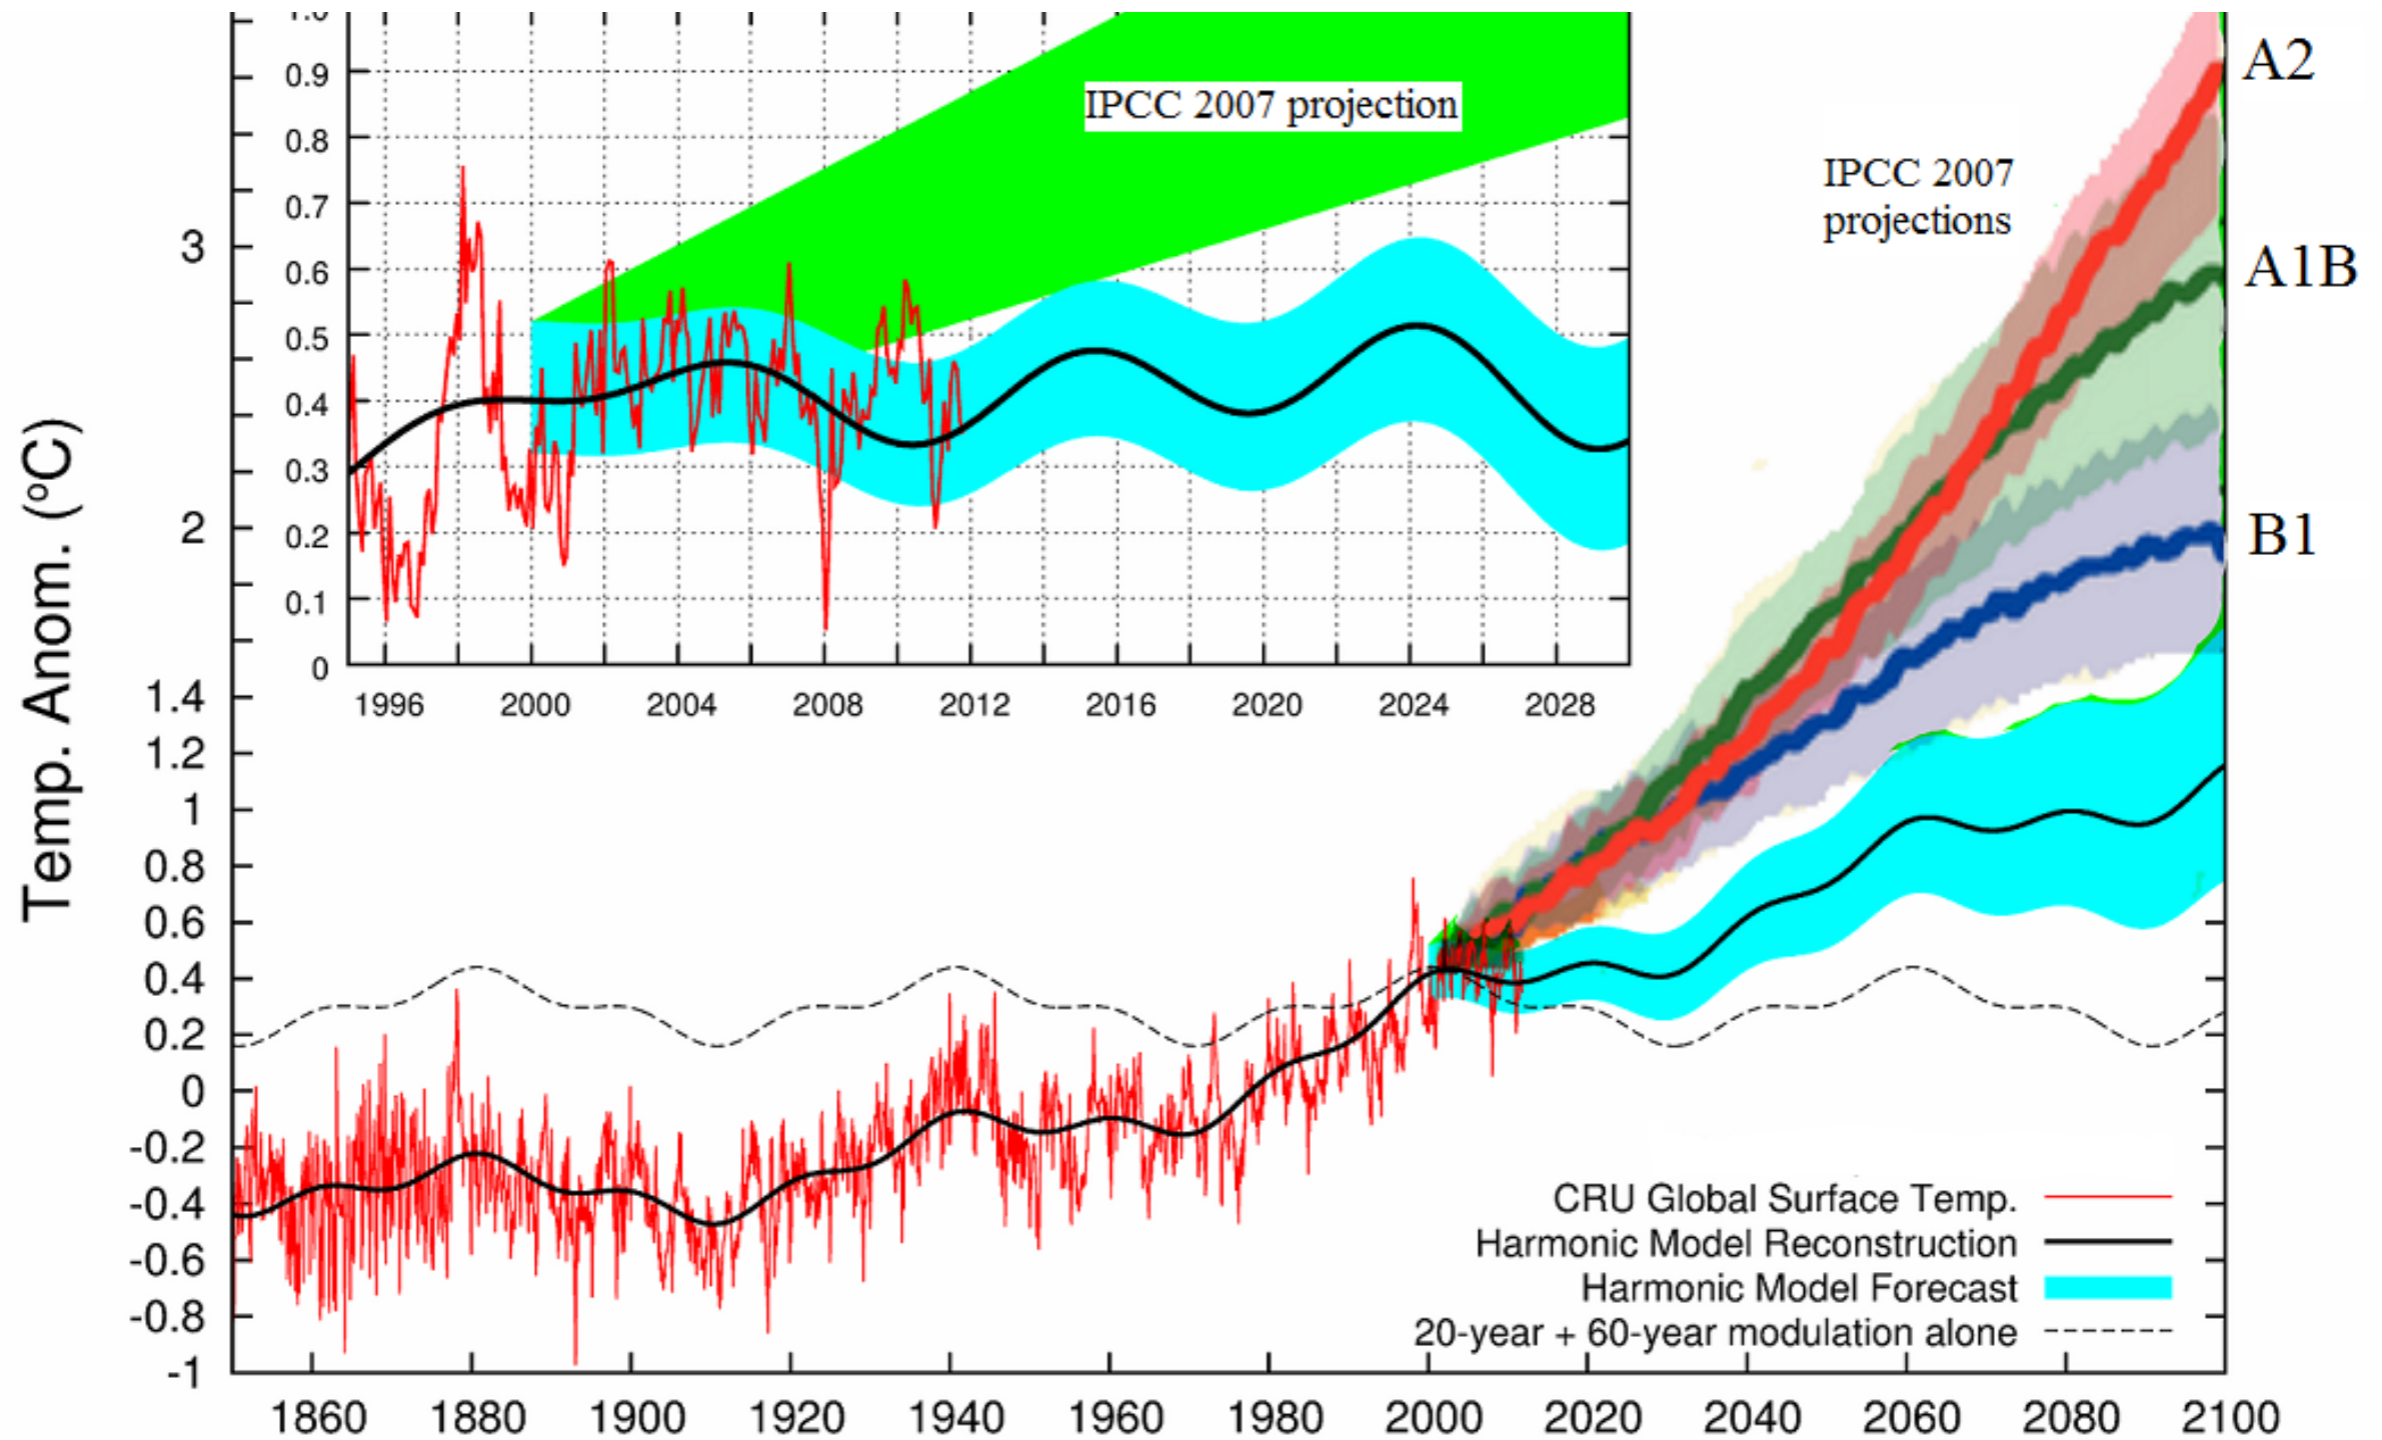 Temp. Anom. (ºC)
3
2
1.4
1.2
1
0.8
0.6
0.4
0.2
0
-0.2
-0.4
-0.6
-0.8
-1
1860 1880 1900 1920 1940 1960 1980 2000 2020 2040 2060 2080 2100
1.0
0.9
0.8
0.7
0.6
0.5
0.4
0.3
0.2
0.1
0
1996 2000 2004 2008 2012 2016 2020 2024 2028
IPCC 2007 projection
IPCC 2007
projections
A2
A1B
B1
CRU Global Surface Temp.
Harmonic Model Reconstruction
Harmonic Model Forecast
20-year + 60-year modulation alone